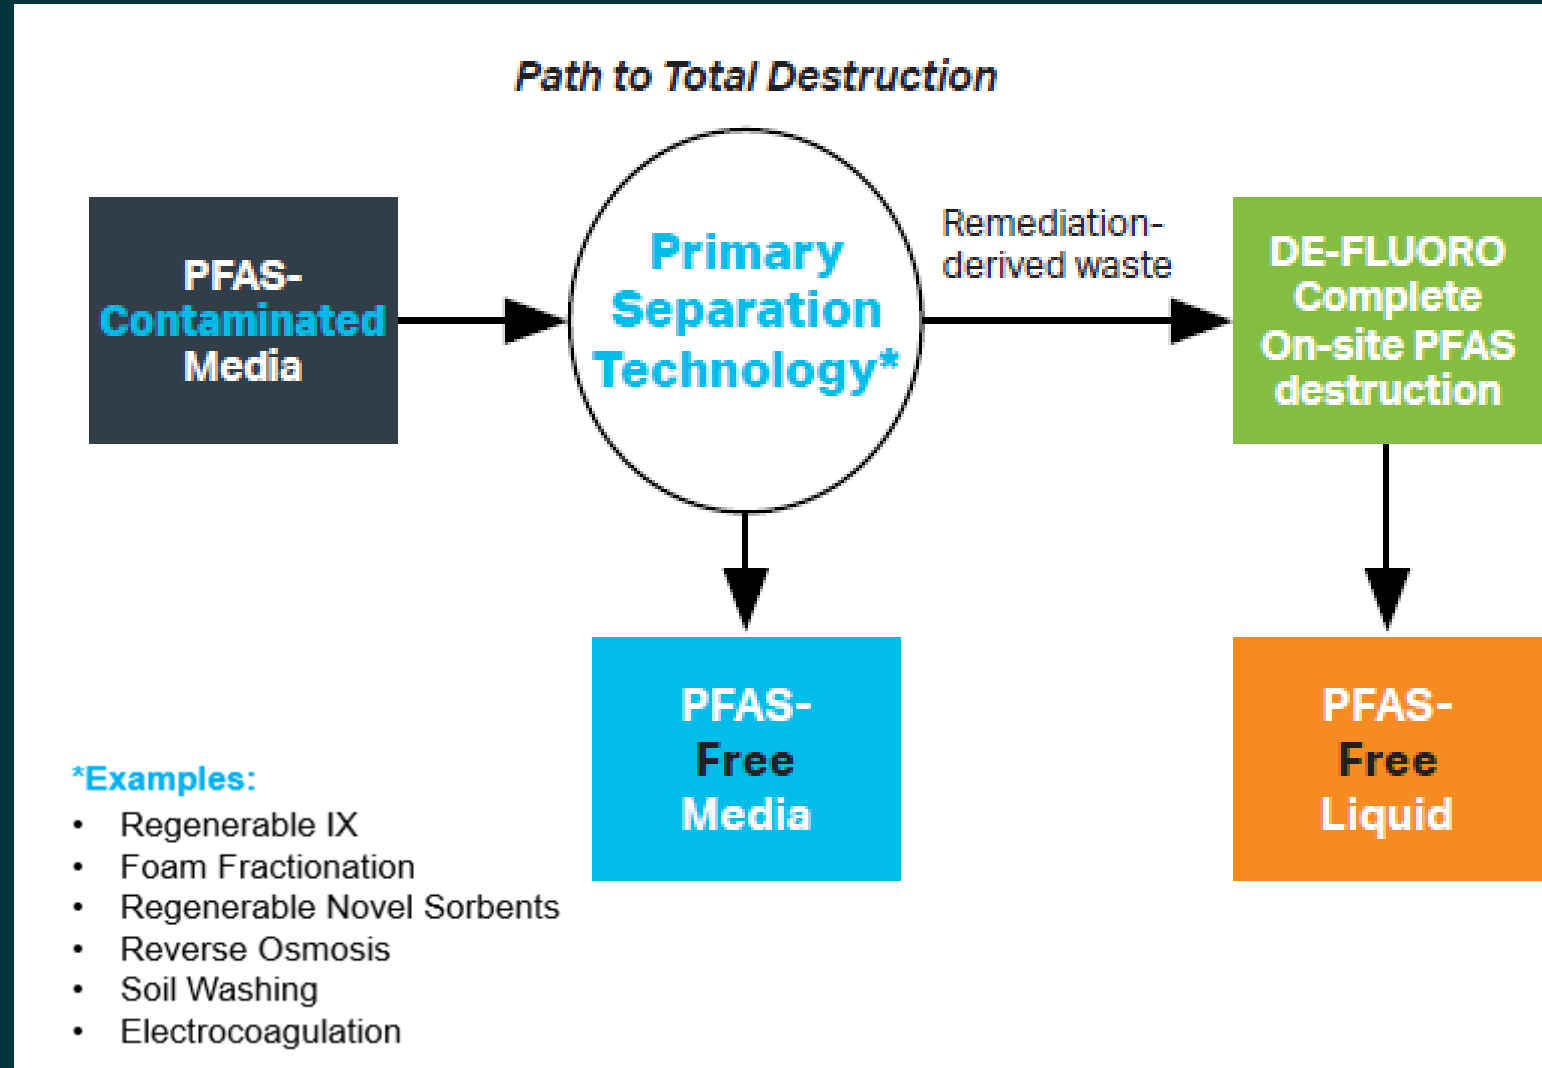 Path to Total Destruction
PFAS-
Contaminated
Media
Primary
Separation
Technology*
Remediation-
derived waste
DE-FLUORO
Complete
On-site PFAS
destruction
PFAS-
Free
Media
PFAS-
Free
Liquid
*Examples:
• Regenerable IX
• Foam Fractionation
• Regenerable Novel Sorbents
• Reverse Osmosis
• Soil Washing
• Electrocoagulation